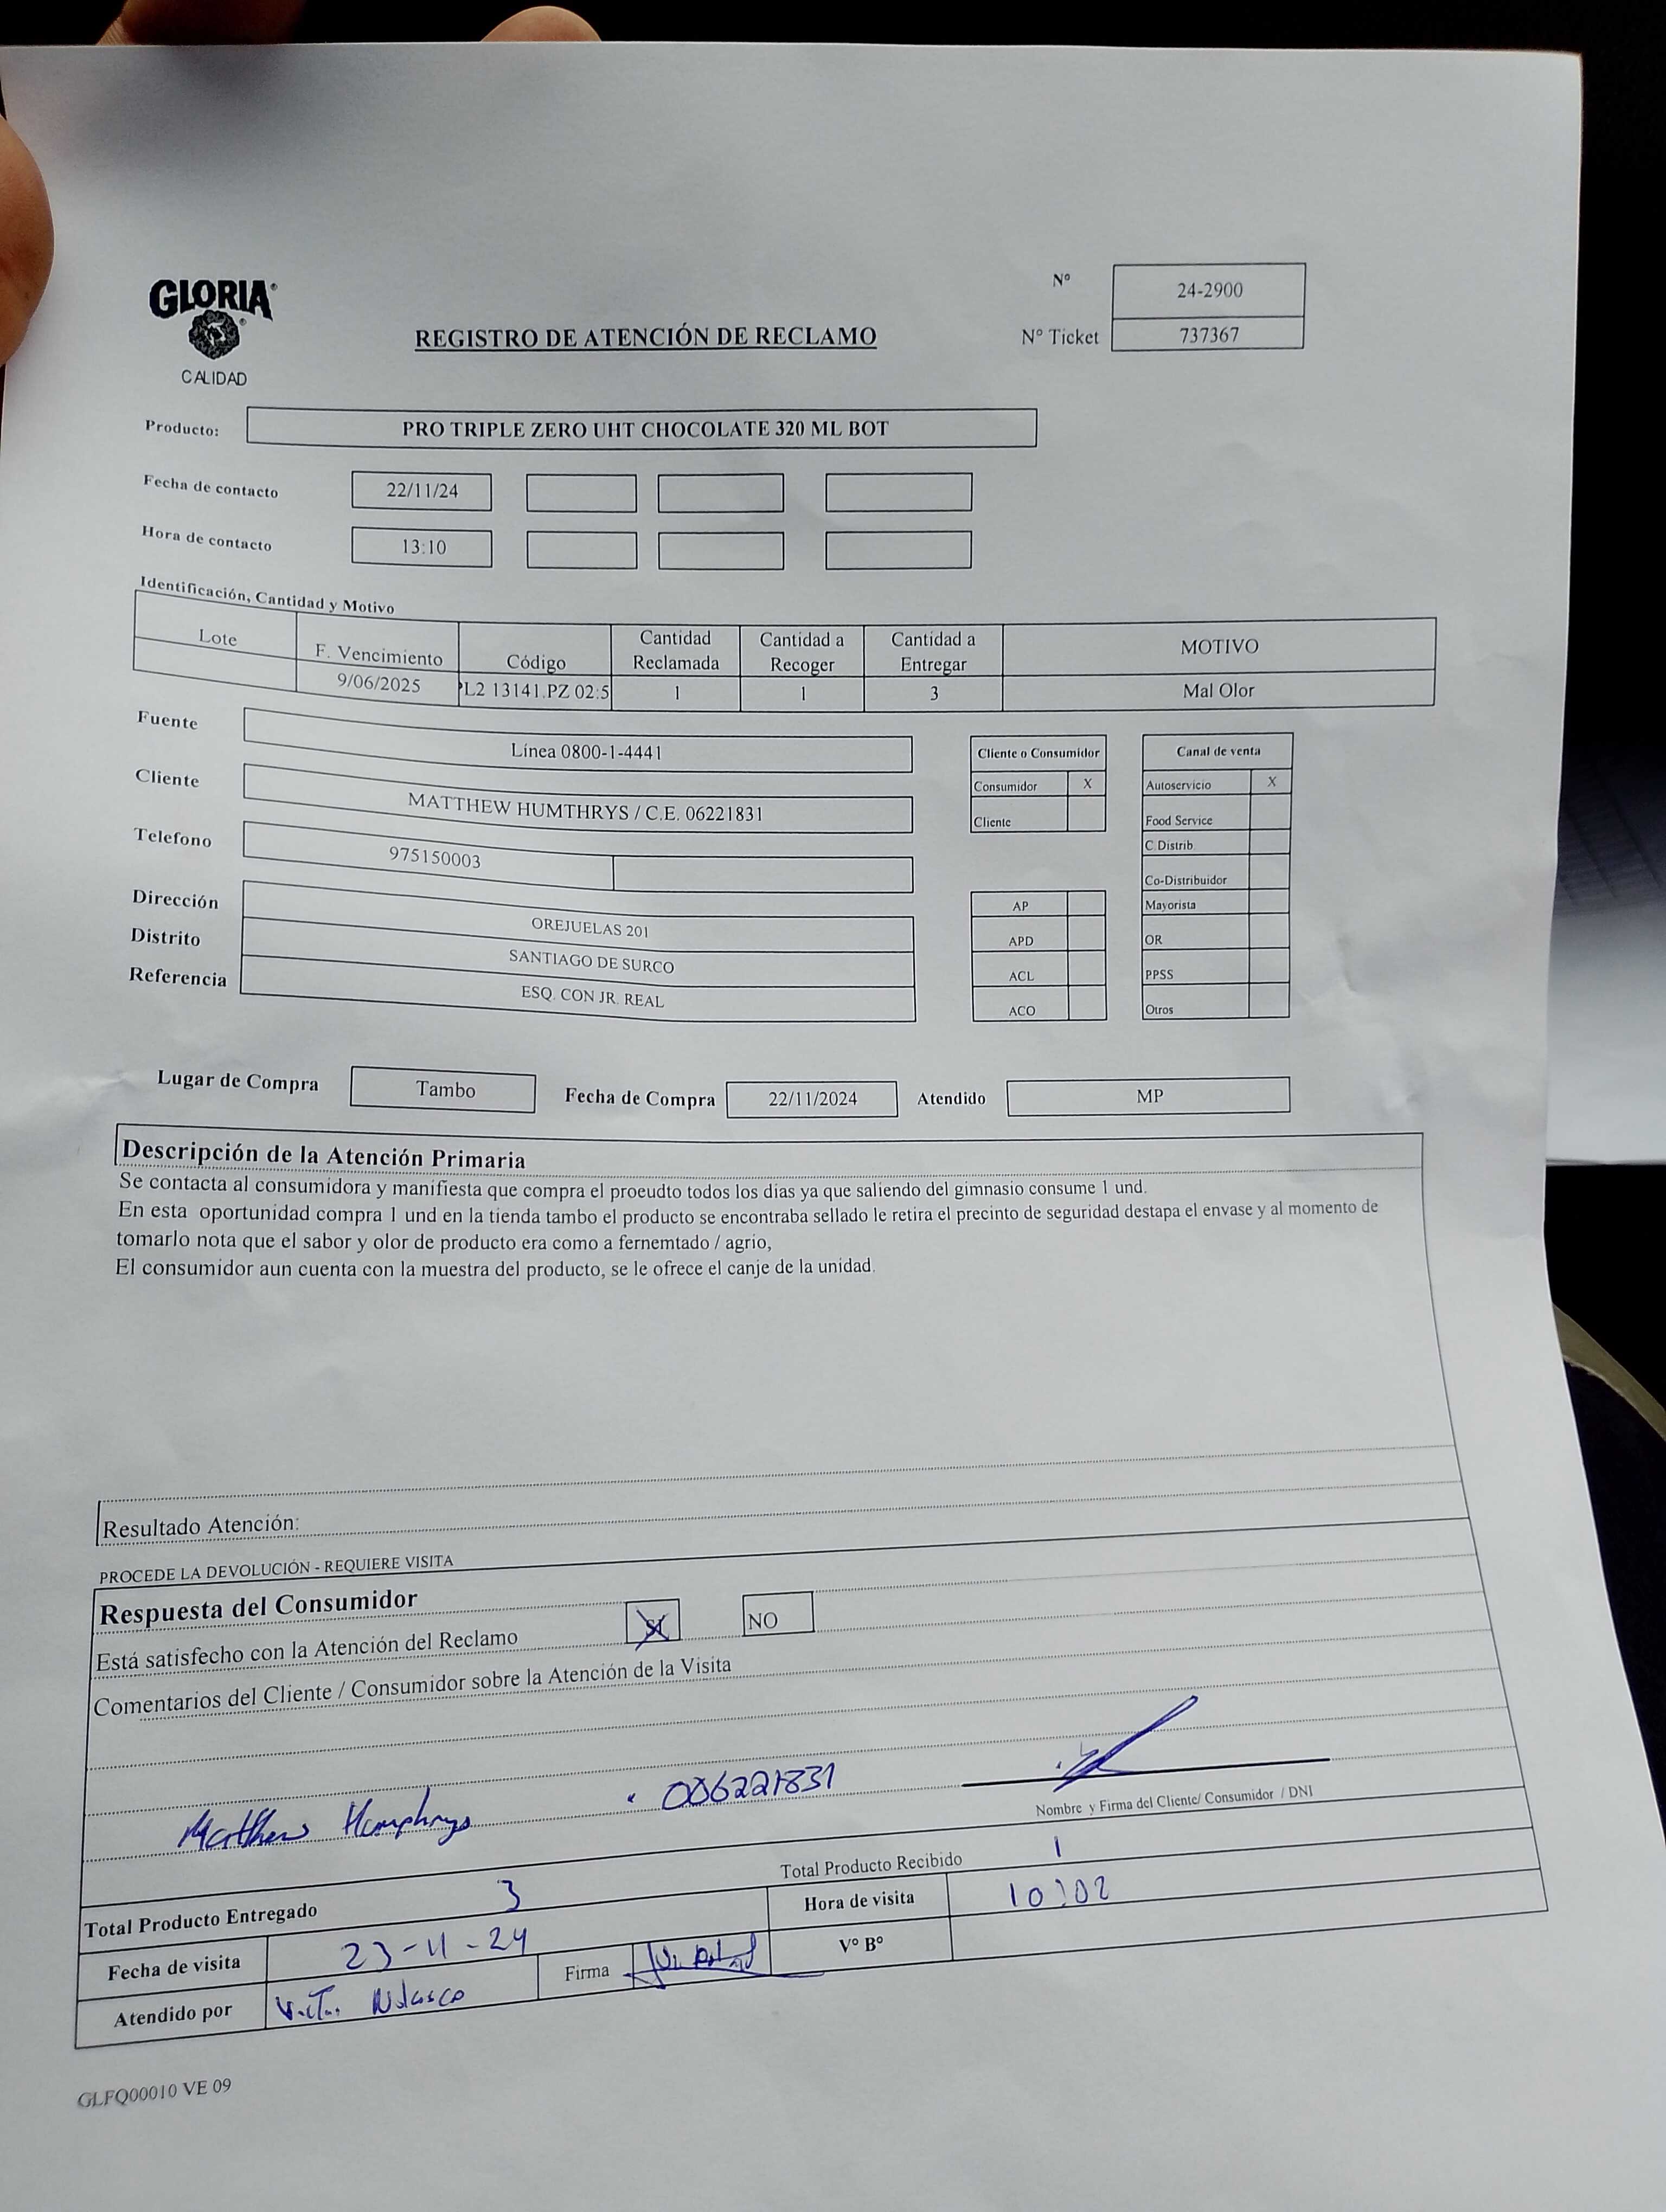 GLORIA
CALIDAD
REGISTRO DE ATENCIÓN DE RECLAMO
Nº 24-2900
Nº Ticket 737367
Producto: PRO TRIPLE ZERO UHT CHOCOLATE 320 ML BOT
Fecha de contacto 22/11/24
Hora de contacto 13:10
Identificación, Cantidad y Motivo
Lote F. Vencimiento Código Cantidad Reclamada Cantidad a Recoger Cantidad a Entregar MOTIVO
9/06/2025 PL2 13141.PZ 02:5 1 1 3 Mal Olor
Fuente Línea 0800-1-4441
Cliente MATTHEW HUMTHRYS / C.E. 06221831
Telefono 975150003
Dirección OREJUELAS 201
Distrito SANTIAGO DE SURCO
Referencia ESQ. CON JR. REAL
Cliente o Consumidor
Consumidor X
Cliente
AP
APD
ACL
ACO
Canal de venta
Autoservicio X
Food Service
C.Distrib.
Co-Distribuidor
Mayorista
OR
PPSS
Otros
Lugar de Compra Tambo Fecha de Compra 22/11/2024 Atendido MP
Descripción de la Atención Primaria
Se contacta al consumidora y manifiesta que compra el proeudto todos los días ya que saliendo del gimnasio consume 1 und.
En esta oportunidad compra 1 und en la tienda tambo el producto se encontraba sellado le retira el precinto de seguridad destapa el envase y al momento de
tomarlo nota que el sabor y olor de producto era como a fernemtado / agrio,
El consumidor aun cuenta con la muestra del producto, se le ofrece el canje de la unidad.
Resultado Atención:
PROCEDE LA DEVOLUCIÓN - REQUIERE VISITA
Respuesta del Consumidor
Está satisfecho con la Atención del Reclamo SI NO
Comentarios del Cliente / Consumidor sobre la Atención de la Visita
Matthew Humphrys . 006221831
Nombre y Firma del Cliente/ Consumidor / DNI
Total Producto Entregado 3 Total Producto Recibido 1
Fecha de visita 23-11-24 Hora de visita 10:02
Atendido por Victor Nolasco Firma Vº Bº
GLFQ00010 VE 09